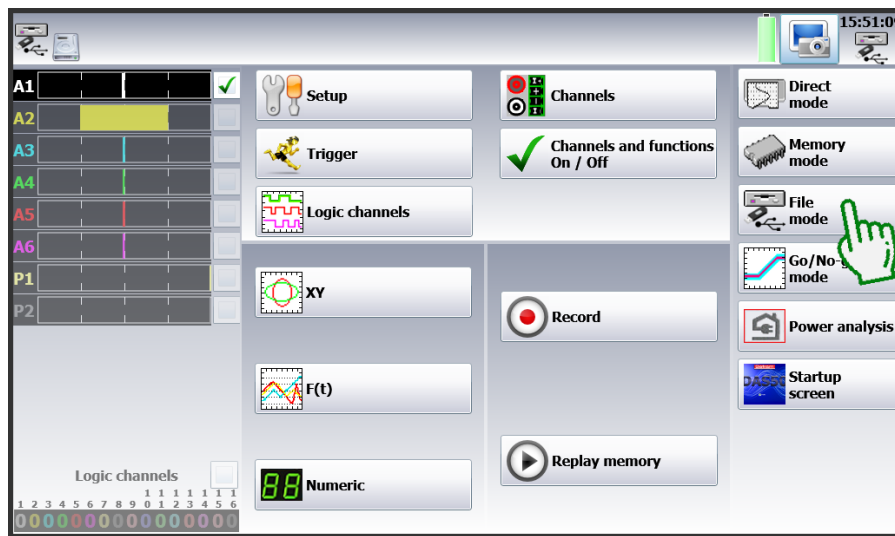 15:51:09
A1
A2
A3
A4
A5
A6
P1
P2
Setup
Trigger
Logic channels
Channels
Channels and functions
On / Off
XY
F(t)
Numeric
Record
Replay memory
Direct
mode
Memory
mode
File
mode
Go/No-
mode
Power analysis
Startup
screen
Logic channels
1 1 1 1 1 1 1
1 2 3 4 5 6 7 8 9 0 1 2 3 4 5 6
0 0 0 0 0 0 0 0 0 0 0 0 0 0 0 0